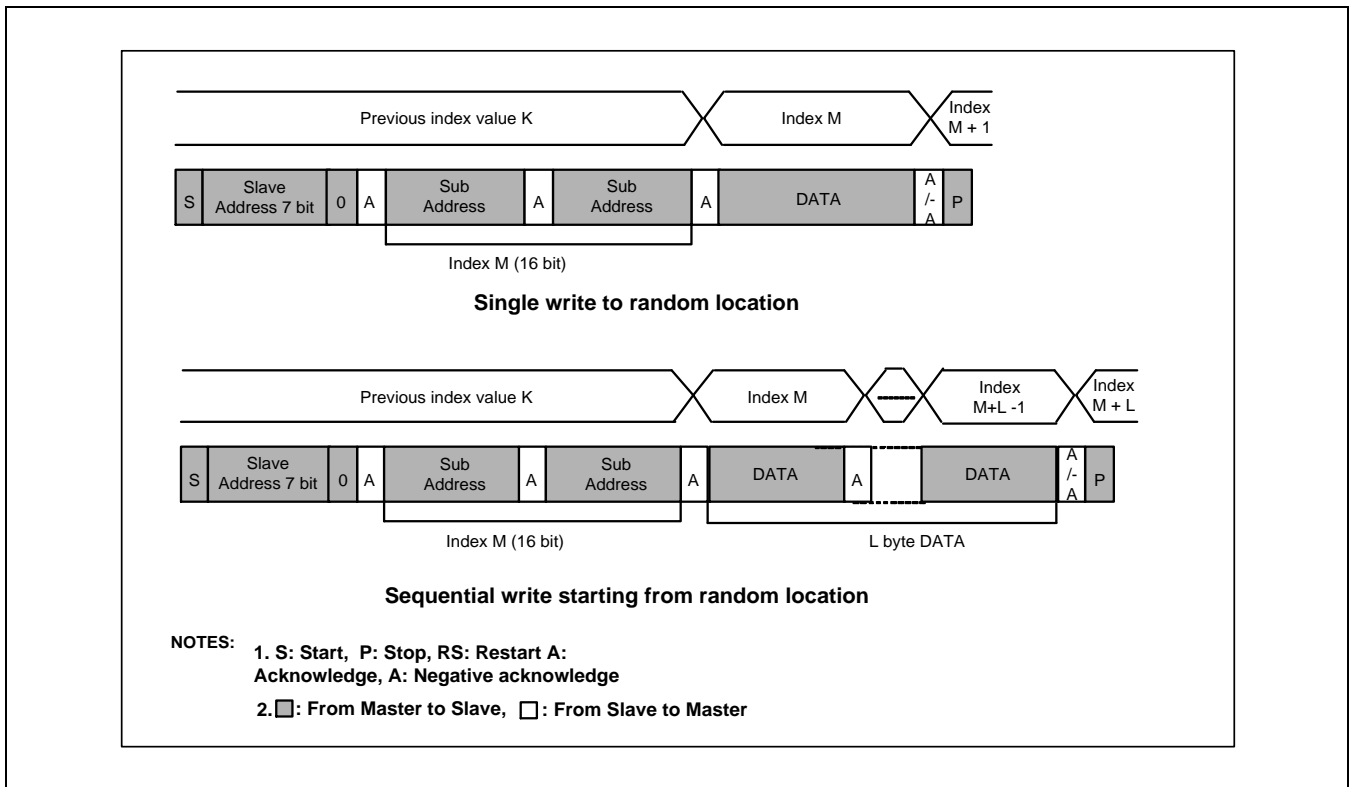 Previous index value K
Index M
Index
M + 1
S
Slave
Address 7 bit
0
A
Sub
Address
A
Sub
Address
A
DATA
A
/-
A
P
Index M (16 bit)
Single write to random location
Previous index value K
Index M
Index
M+L -1
Index
M + L
S
Slave
Address 7 bit
0
A
Sub
Address
A
Sub
Address
A
DATA
A
DATA
A
/-
A
P
Index M (16 bit)
L byte DATA
Sequential write starting from random location
NOTES:
1. S: Start, P: Stop, RS: Restart A:
Acknowledge, A: Negative acknowledge
2. : From Master to Slave, : From Slave to Master